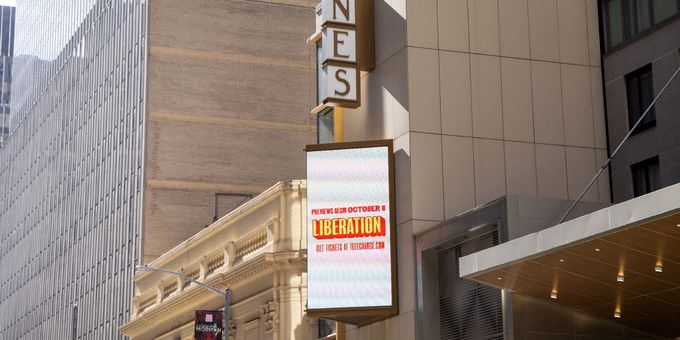 NES
PREVIEWS BEGIN OCTOBER 8
LIBERATION
GET TICKETS AT TELECHARGE.COM